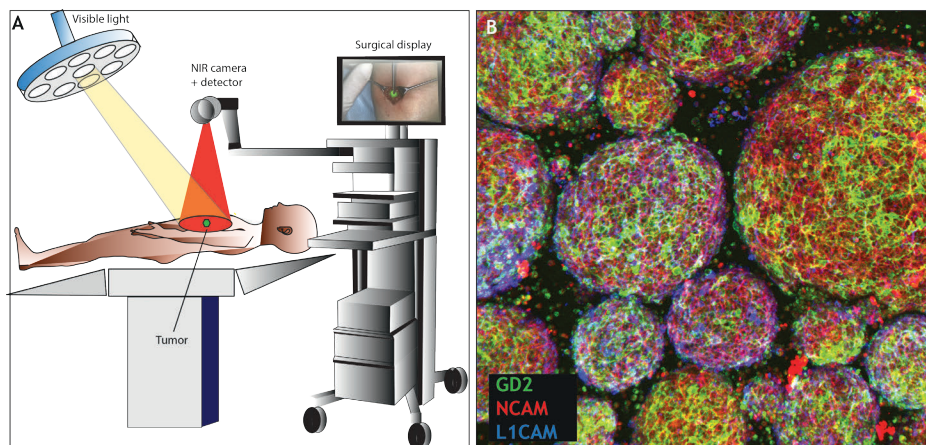 A
Visible light
NIR camera
+ detector
Surgical display
Tumor
B
GD2
NCAM
L1CAM